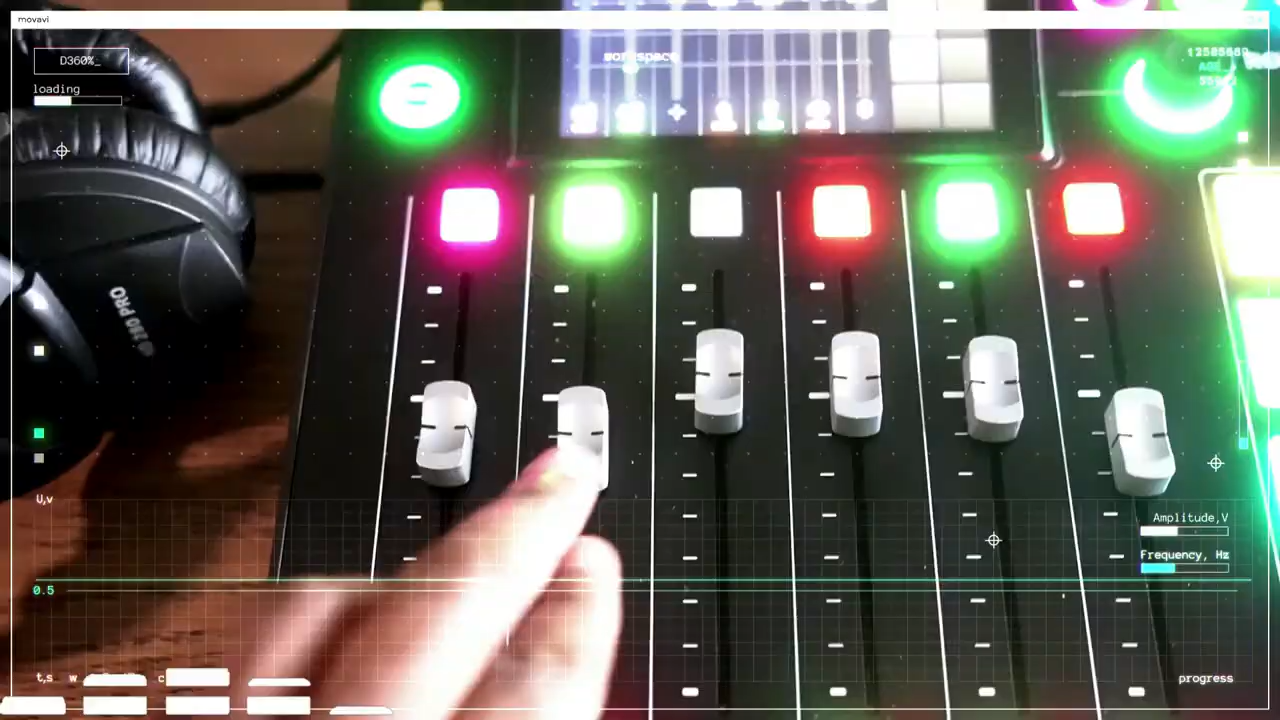 movavi
D360%_
loading
workspace
280 PRO
U,v
Amplitude,V
Frequency, Hz
0.5
t,s
progress